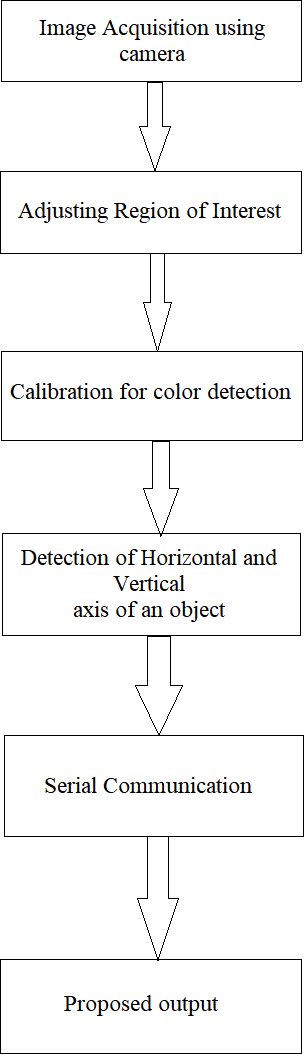 Image Acquisition using
camera
Adjusting Region of Interest
Calibration for color detection
Detection of Horizontal and
Vertical
axis of an object
Serial Communication
Proposed output